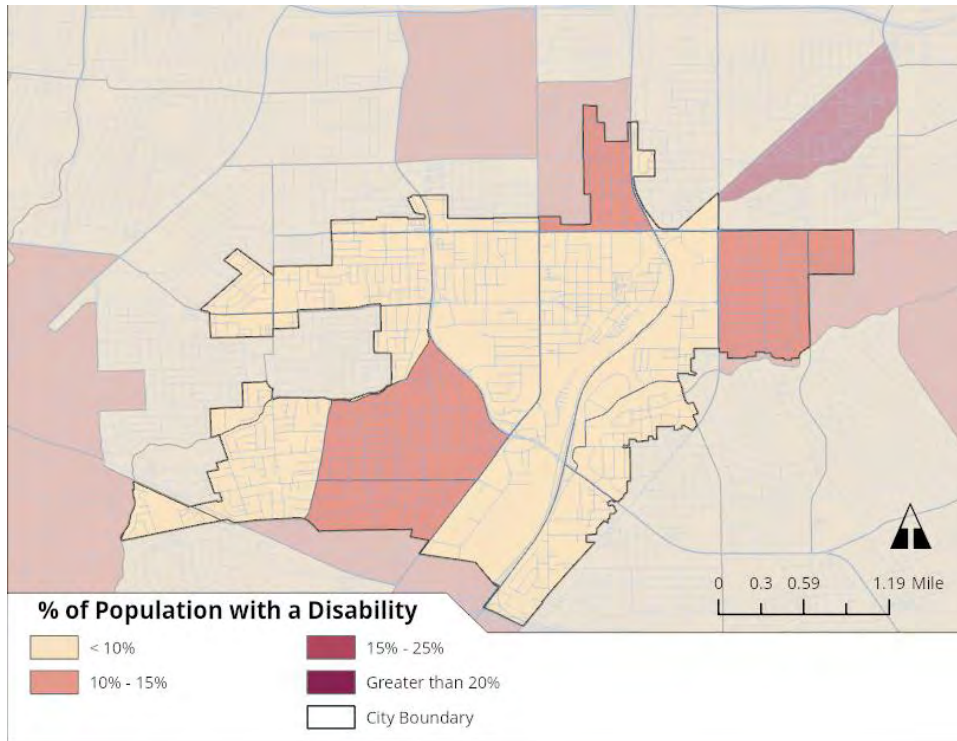 0 0.3 0.59 1.19 Mile
% of Population with a Disability
< 10%
10% - 15%
15% - 25%
Greater than 20%
City Boundary